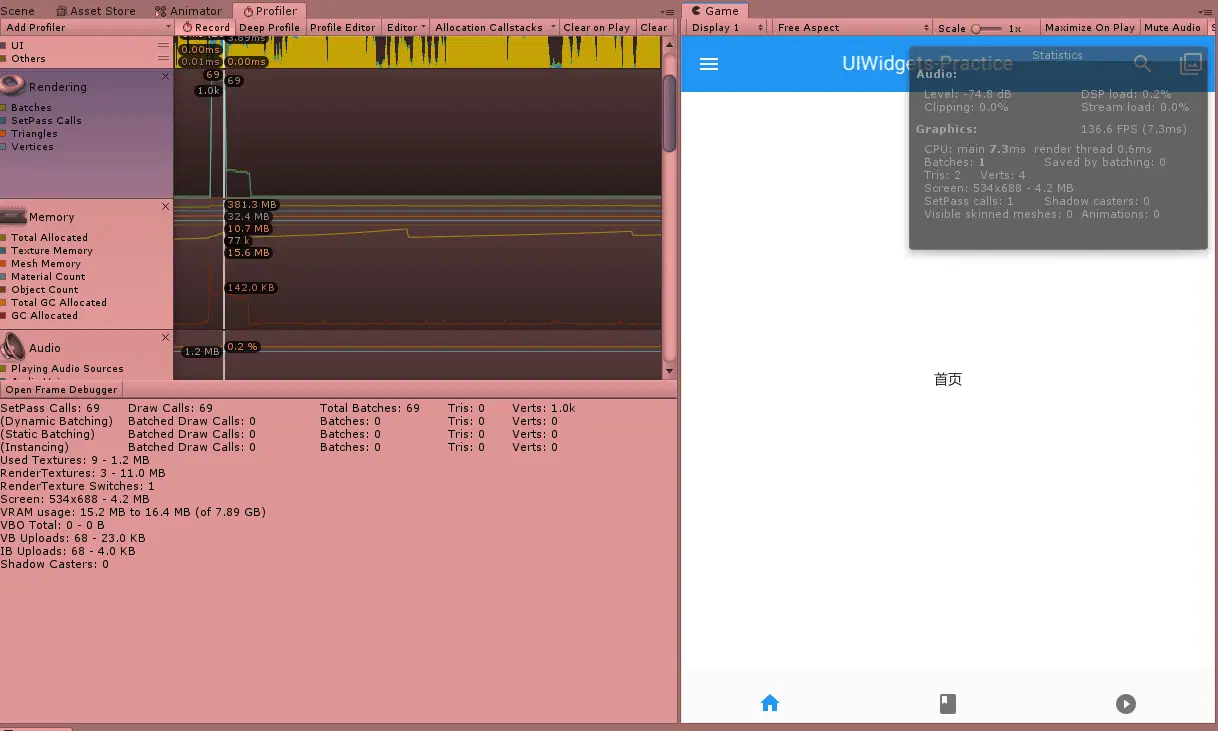 Scene Asset Store Animator Profiler
Add Profiler Record Deep Profile Profile Editor Editor Allocation Callstacks Clear on Play Clear
UI
Others
3.89ms
0.00ms
0.01ms 0.00ms
Rendering
Batches
SetPass Calls
Triangles
Vertices
69
69
1.0k
Memory
Total Allocated
Texture Memory
Mesh Memory
Material Count
Object Count
Total GC Allocated
GC Allocated
381.3 MB
32.4 MB
10.7 MB
77 k
15.6 MB
142.0 KB
Audio
Playing Audio Sources
1.2 MB
0.2 %
Open Frame Debugger
SetPass Calls: 69 Draw Calls: 69 Total Batches: 69 Tris: 0 Verts: 1.0k
(Dynamic Batching) Batched Draw Calls: 0 Batches: 0 Tris: 0 Verts: 0
(Static Batching) Batched Draw Calls: 0 Batches: 0 Tris: 0 Verts: 0
(Instancing) Batched Draw Calls: 0 Batches: 0 Tris: 0 Verts: 0
Used Textures: 9 - 1.2 MB
RenderTextures: 3 - 11.0 MB
RenderTexture Switches: 1
Screen: 534x688 - 4.2 MB
VRAM usage: 15.2 MB to 16.4 MB (of 7.89 GB)
VBO Total: 0 - 0 B
VB Uploads: 68 - 23.0 KB
IB Uploads: 68 - 4.0 KB
Shadow Casters: 0
Game
Display 1 Free Aspect Scale 1x Maximize On Play Mute Audio
UIWidgets-Practice
Statistics
Audio:
Level: -74.8 dB DSP load: 0.2%
Clipping: 0.0% Stream load: 0.0%
Graphics: 136.6 FPS (7.3ms)
CPU: main 7.3ms render thread 0.6ms
Batches: 1 Saved by batching: 0
Tris: 2 Verts: 4
Screen: 534x688 - 4.2 MB
SetPass calls: 1 Shadow casters: 0
Visible skinned meshes: 0 Animations: 0
首页